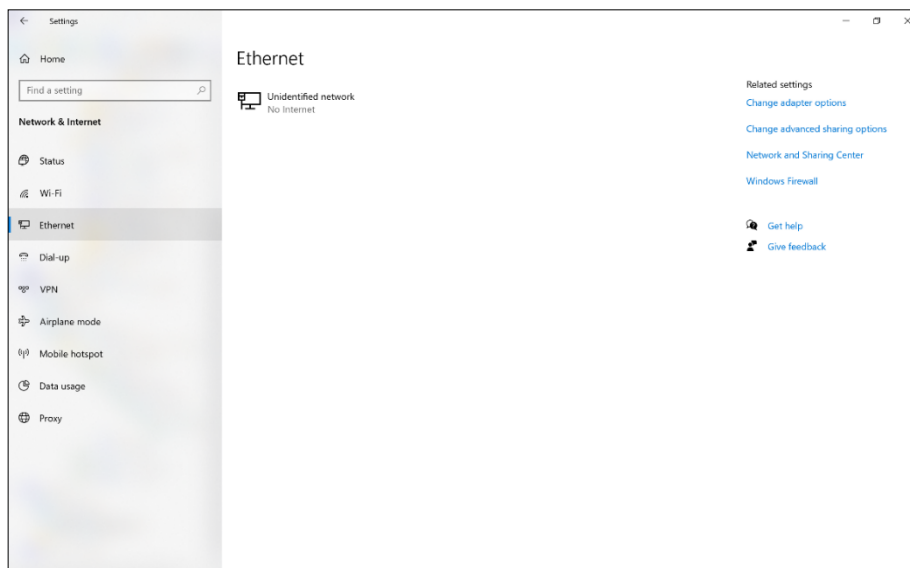 Settings
Home
Find a setting
Network & Internet
Status
Wi-Fi
Ethernet
Dial-up
VPN
Airplane mode
Mobile hotspot
Data usage
Proxy
Ethernet
Unidentified network
No Internet
Related settings
Change adapter options
Change advanced sharing options
Network and Sharing Center
Windows Firewall
Get help
Give feedback